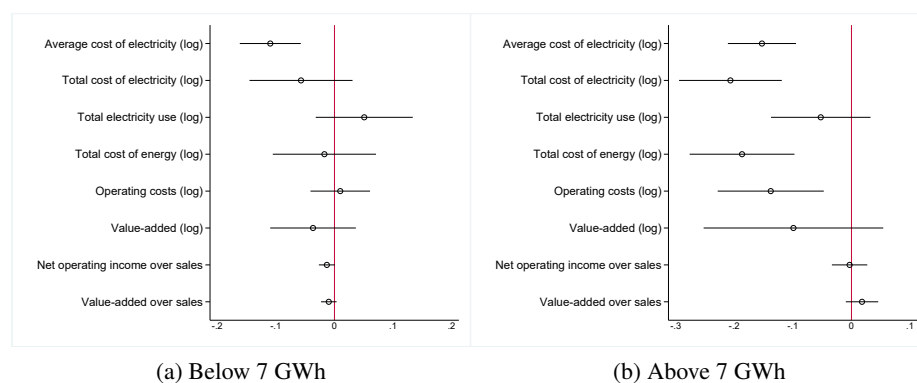 Average cost of electricity (log)
Total cost of electricity (log)
Total electricity use (log)
Total cost of energy (log)
Operating costs (log)
Value-added (log)
Net operating income over sales
Value-added over sales
-.2 -.1 0 .1 .2
(a) Below 7 GWh
Average cost of electricity (log)
Total cost of electricity (log)
Total electricity use (log)
Total cost of energy (log)
Operating costs (log)
Value-added (log)
Net operating income over sales
Value-added over sales
-.3 -.2 -.1 0 .1
(b) Above 7 GWh